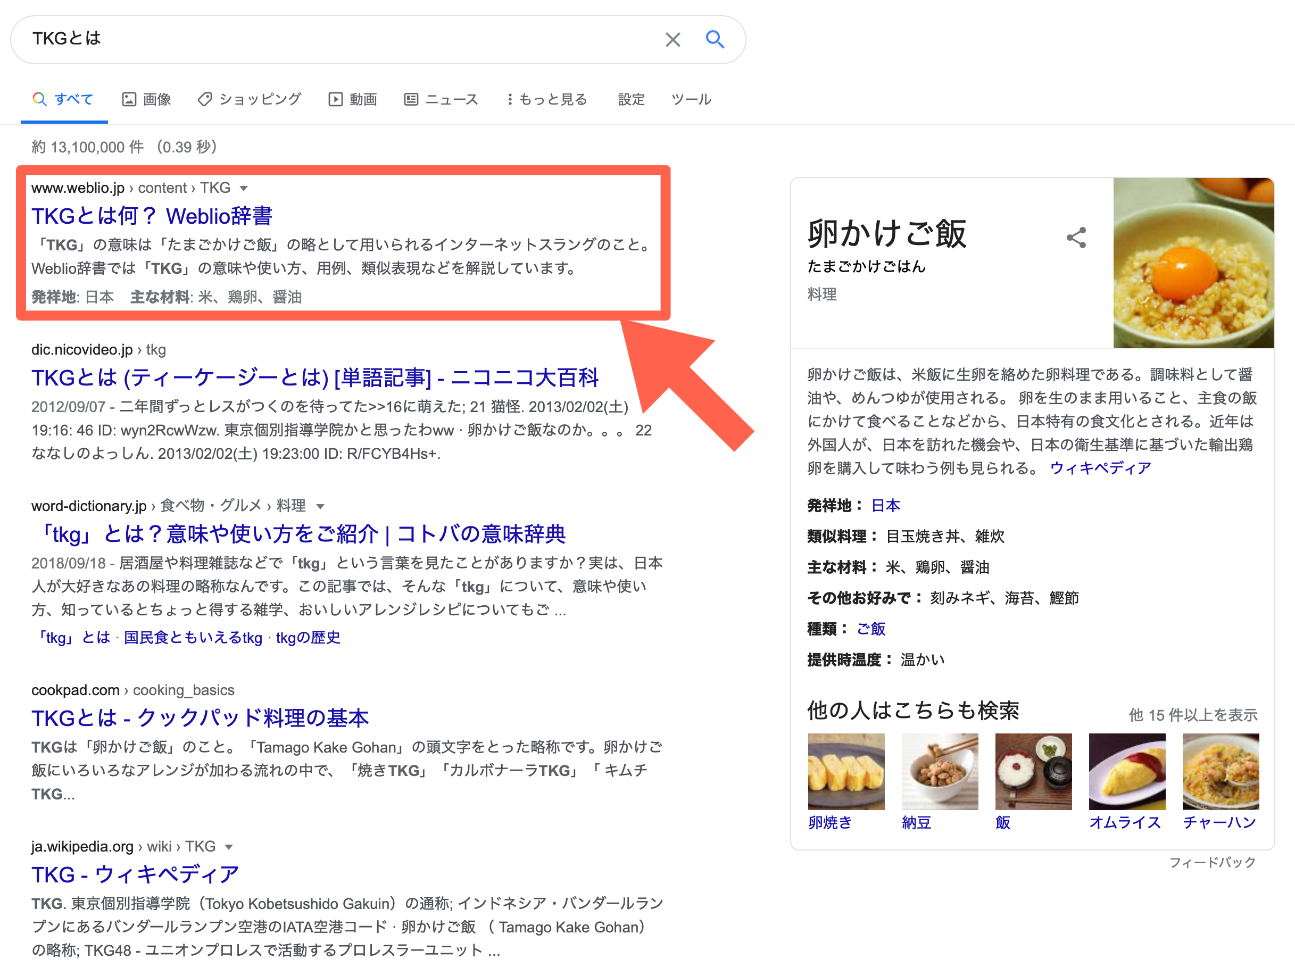 TKGとは
すべて 画像 ショッピング 動画 ニュース もっと見る 設定 ツール
約 13,100,000 件 (0.39 秒)
www.weblio.jp › content › TKG
TKGとは何？ Weblio辞書
「TKG」の意味は「たまごかけご飯」の略として用いられるインターネットスラングのこと。
Weblio辞書では「TKG」の意味や使い方、用例、類似表現などを解説しています。
発祥地: 日本 主な材料: 米、鶏卵、醤油
dic.nicovideo.jp › tkg
TKGとは (ティーケージーとは) [単語記事] - ニコニコ大百科
2012/09/07 - 二年間ずっとレスがつくのを待ってた>>16に萌えた; 21 猫怪. 2013/02/02(土)
19:16: 46 ID: wyn2RcwWzw. 東京個別指導学院かと思ったわww · 卵かけご飯なのか。。。 22
ななしのよっしん. 2013/02/02(土) 19:23:00 ID: R/FCYB4Hs+.
word-dictionary.jp › 食べ物・グルメ › 料理
「tkg」とは？意味や使い方をご紹介 | コトバの意味辞典
2018/09/18 - 居酒屋や料理雑誌などで「tkg」という言葉を見たことがありますか？実は、日本
人が大好きなあの料理の略称なんです。この記事では、そんな「tkg」について、意味や使い
方、知っているとちょっと得する雑学、おいしいアレンジレシピについてもご ...
「tkg」とは · 国民食ともいえるtkg · tkgの歴史
cookpad.com › cooking_basics
TKGとは - クックパッド料理の基本
TKGは「卵かけご飯」のこと。「Tamago Kake Gohan」の頭文字をとった略称です。卵かけご
飯にいろいろなアレンジが加わる流れの中で、「焼きTKG」「カルボナーラTKG」「 キムチ
TKG...
ja.wikipedia.org › wiki › TKG
TKG - ウィキペディア
TKG. 東京個別指導学院（Tokyo Kobetsushido Gakuin）の通称; インドネシア・バンダールラン
プンにあるバンダールランプン空港のIATA空港コード · 卵かけご飯 （ Tamago Kake Gohan）
の略称; TKG48 - ユニオンプロレスで活動するプロレスラーユニット ...
卵かけご飯
たまごかけごはん
料理
卵かけご飯は、米飯に生卵を絡めた卵料理である。調味料として醤
油や、めんつゆが使用される。 卵を生のまま用いること、主食の飯
にかけて食べることなどから、日本特有の食文化とされる。近年は
外国人が、日本を訪れた機会や、日本の衛生基準に基づいた輸出鶏
卵を購入して味わう例も見られる。 ウィキペディア
発祥地： 日本
類似料理： 目玉焼き丼、雑炊
主な材料： 米、鶏卵、醤油
その他お好みで： 刻みネギ、海苔、鰹節
種類： ご飯
提供時温度： 温かい
他の人はこちらも検索 他 15 件以上を表示
卵焼き 納豆 飯 オムライス チャーハン
フィードバック